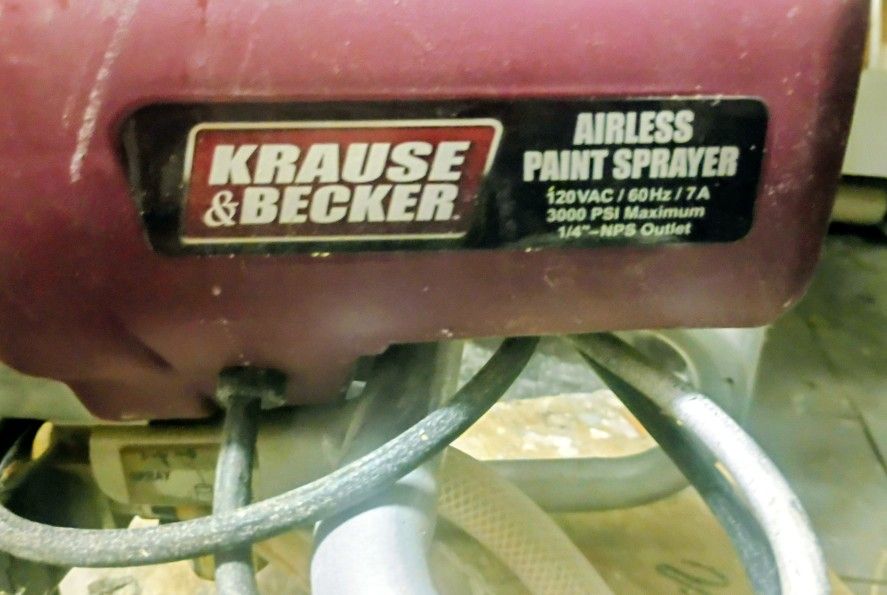 KRAUSE
&BECKER
AIRLESS
PAINT SPRAYER
120VAC / 60Hz / 7A
3000 PSI Maximum
1/4"-NPS Outlet